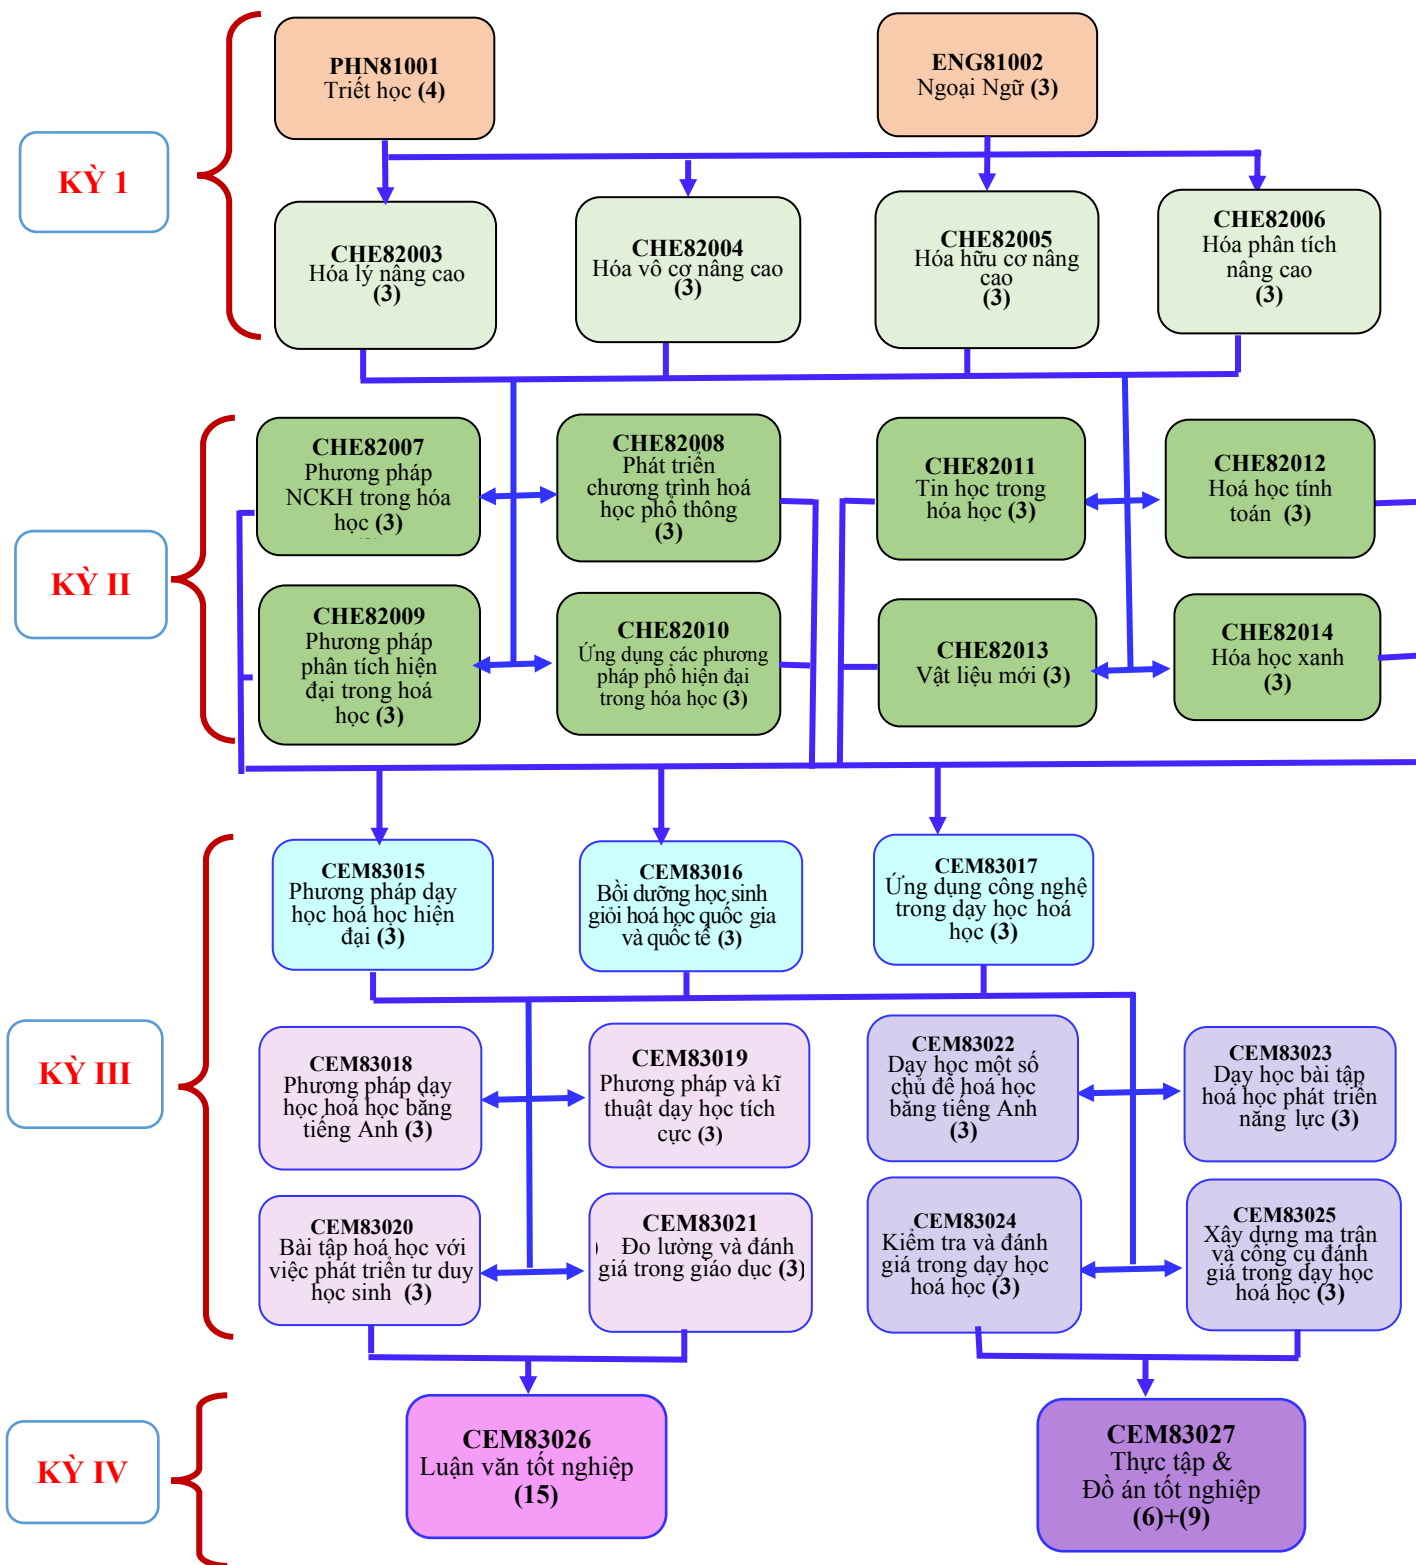 PHN81001
Triết học (4)
ENG81002
Ngoại Ngữ (3)
KỲ 1
CHE82003
Hóa lý nâng cao
(3)
CHE82004
Hóa vô cơ nâng cao
(3)
CHE82005
Hóa hữu cơ nâng
cao
(3)
CHE82006
Hóa phân tích
nâng cao
(3)
KỲ II
CHE82007
Phương pháp
NCKH trong hóa
học (3)
CHE82008
Phát triển
chương trình hoá
học phổ thông
(3)
CHE82011
Tin học trong
hóa học (3)
CHE82012
Hoá học tính
toán (3)
CHE82009
Phương pháp
phân tích hiện
đại trong hoá
học (3)
CHE82010
Ứng dụng các phương
pháp phổ hiện đại
trong hóa học (3)
CHE82013
Vật liệu mới (3)
CHE82014
Hóa học xanh
(3)
KỲ III
CEM83015
Phương pháp dạy
học hoá học hiện
đại (3)
CEM83016
Bồi dưỡng học sinh
giỏi hoá học quốc gia
và quốc tế (3)
CEM83017
Ứng dụng công nghệ
trong dạy học hoá
học (3)
CEM83018
Phương pháp dạy
học hoá học bằng
tiếng Anh (3)
CEM83019
Phương pháp và kĩ
thuật dạy học tích
cực (3)
CEM83022
Dạy học một số
chủ đề hoá học
bằng tiếng Anh
(3)
CEM83023
Dạy học bài tập
hoá học phát triển
năng lực (3)
CEM83020
Bài tập hoá học với
việc phát triển tư duy
học sinh (3)
CEM83021
) Đo lường và đánh
giá trong giáo dục (3)
CEM83024
Kiểm tra và đánh
giá trong dạy học
hoá học (3)
CEM83025
Xây dựng ma trận
và công cụ đánh
giá trong dạy học
hoá học (3)
KỲ IV
CEM83026
Luận văn tốt nghiệp
(15)
CEM83027
Thực tập &
Đồ án tốt nghiệp
(6)+(9)